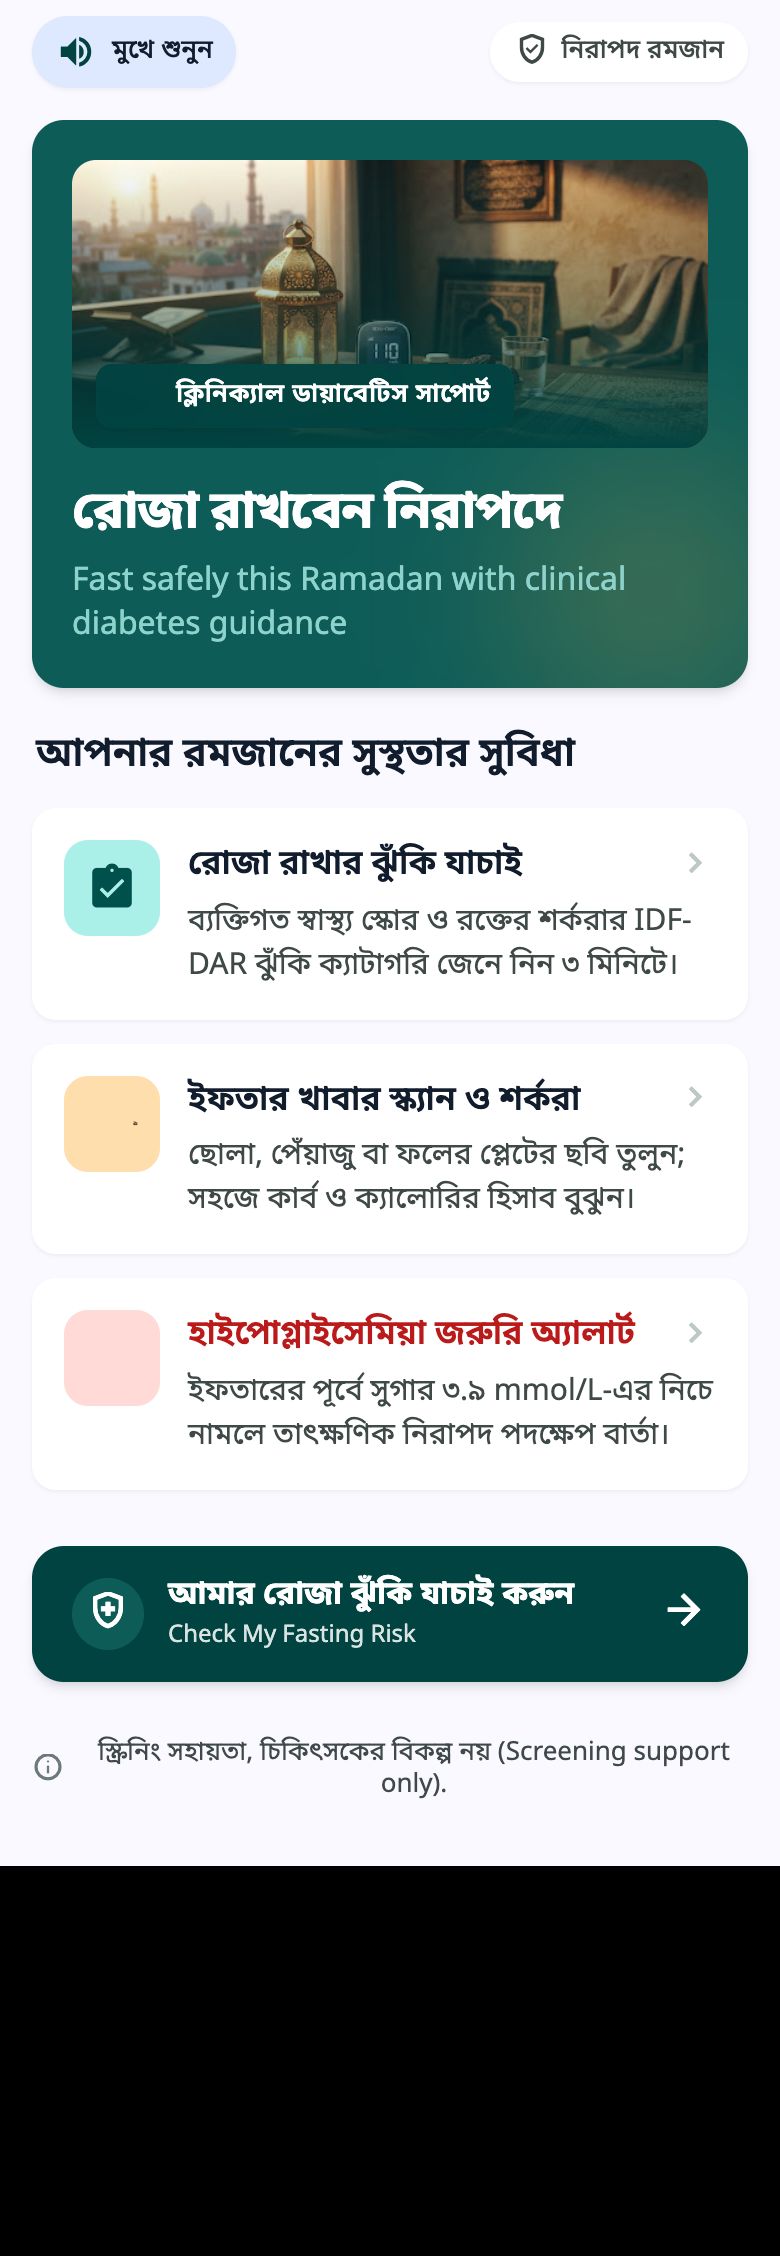 মুখে শুনুন
নিরাপদ রমজান
110
ক্লিনিক্যাল ডায়াবেটিস সাপোর্ট
রোজা রাখবেন নিরাপদে
Fast safely this Ramadan with clinical
diabetes guidance
আপনার রমজানের সুস্থতার সুবিধা
রোজা রাখার ঝুঁকি যাচাই
ব্যক্তিগত স্বাস্থ্য স্কোর ও রক্তের শর্করার IDF-
DAR ঝুঁকি ক্যাটাগরি জেনে নিন ৩ মিনিটে।
ইফতার খাবার স্ক্যান ও শর্করা
ছোলা, পেঁয়াজু বা ফলের প্লেটের ছবি তুলুন;
সহজে কার্ব ও ক্যালোরির হিসাব বুঝুন।
হাইপোগ্লাইসেমিয়া জরুরি অ্যালার্ট
ইফতারের পূর্বে সুগার ৩.৯ mmol/L-এর নিচে
নামলে তাৎক্ষণিক নিরাপদ পদক্ষেপ বার্তা।
আমার রোজা ঝুঁকি যাচাই করুন
Check My Fasting Risk
স্ক্রিনিং সহায়তা, চিকিৎসকের বিকল্প নয় (Screening support
only).